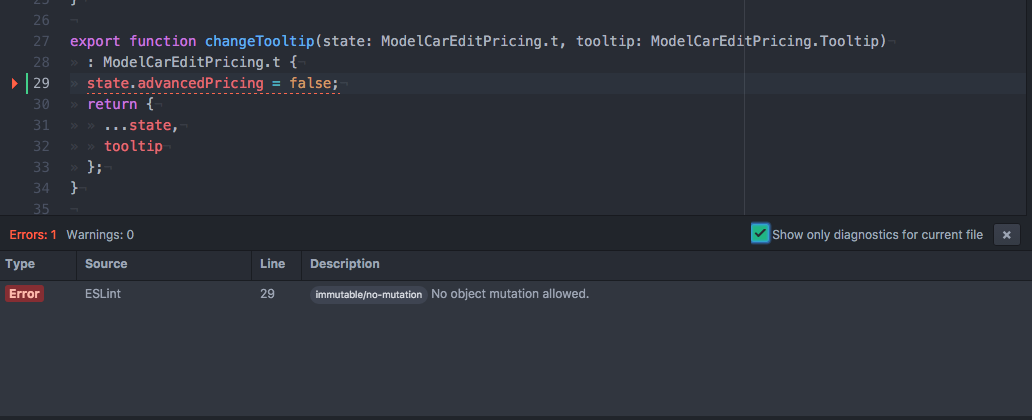 25 }
26
27 export function changeTooltip(state: ModelCarEditPricing.t, tooltip: ModelCarEditPricing.Tooltip)¬
28 » : ModelCarEditPricing.t {¬
29 » state.advancedPricing = false;¬
30 » return {¬
31 » » ...state,¬
32 » » tooltip¬
33 » };¬
34 }¬
35 ¬
Errors: 1 Warnings: 0 Show only diagnostics for current file ×
Type Source Line Description
Error ESLint 29 immutable/no-mutation No object mutation allowed.